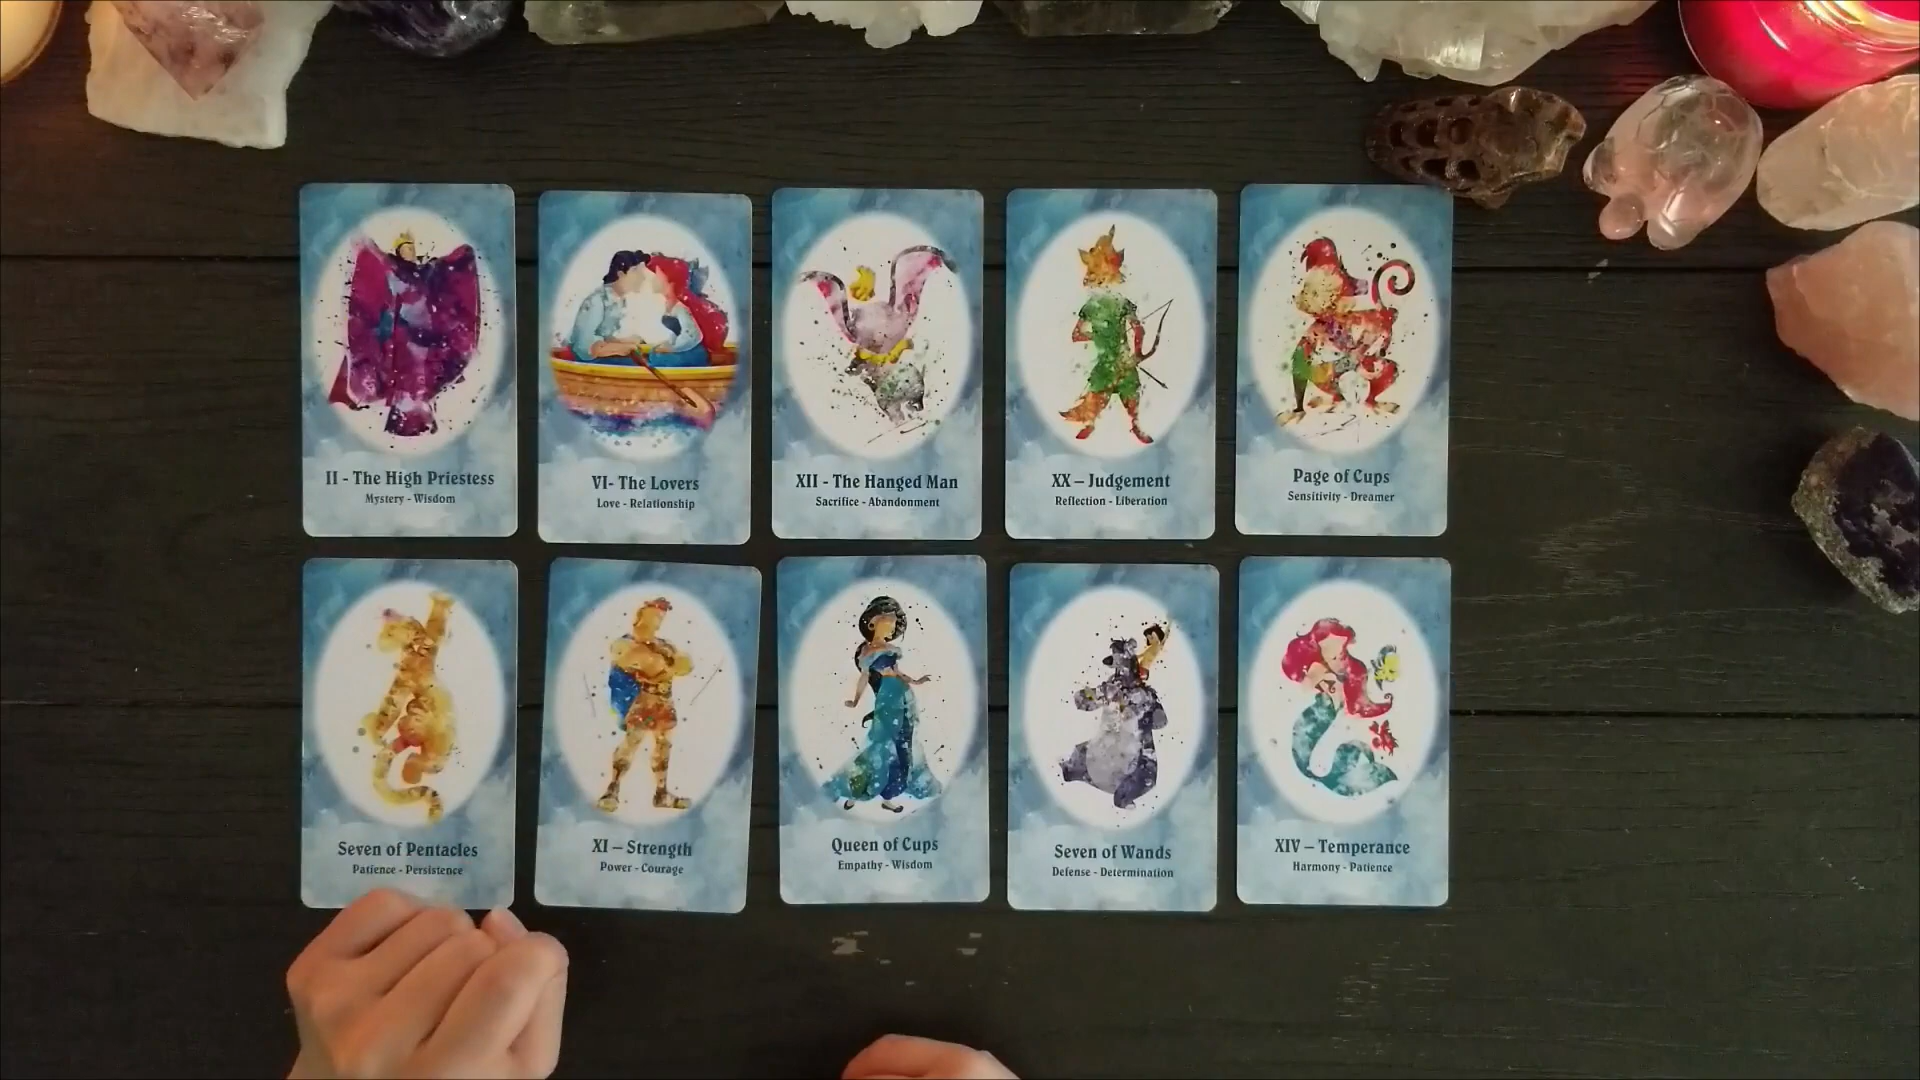 II - The High Priestess
Mystery - Wisdom
VI- The Lovers
Love - Relationship
XII - The Hanged Man
Sacrifice - Abandonment
XX – Judgement
Reflection - Liberation
Page of Cups
Sensitivity - Dreamer
Seven of Pentacles
Patience - Persistence
XI – Strength
Power - Courage
Queen of Cups
Empathy - Wisdom
Seven of Wands
Defense - Determination
XIV – Temperance
Harmony - Patience